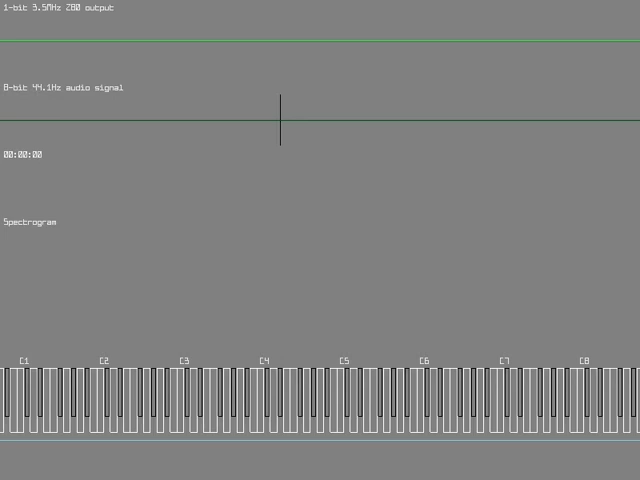 1-bit 3.5MHz Z80 output
8-bit 44.1Hz audio signal
00:00:00
Spectrogram
C1 C2 C3 C4 C5 C6 C7 C8